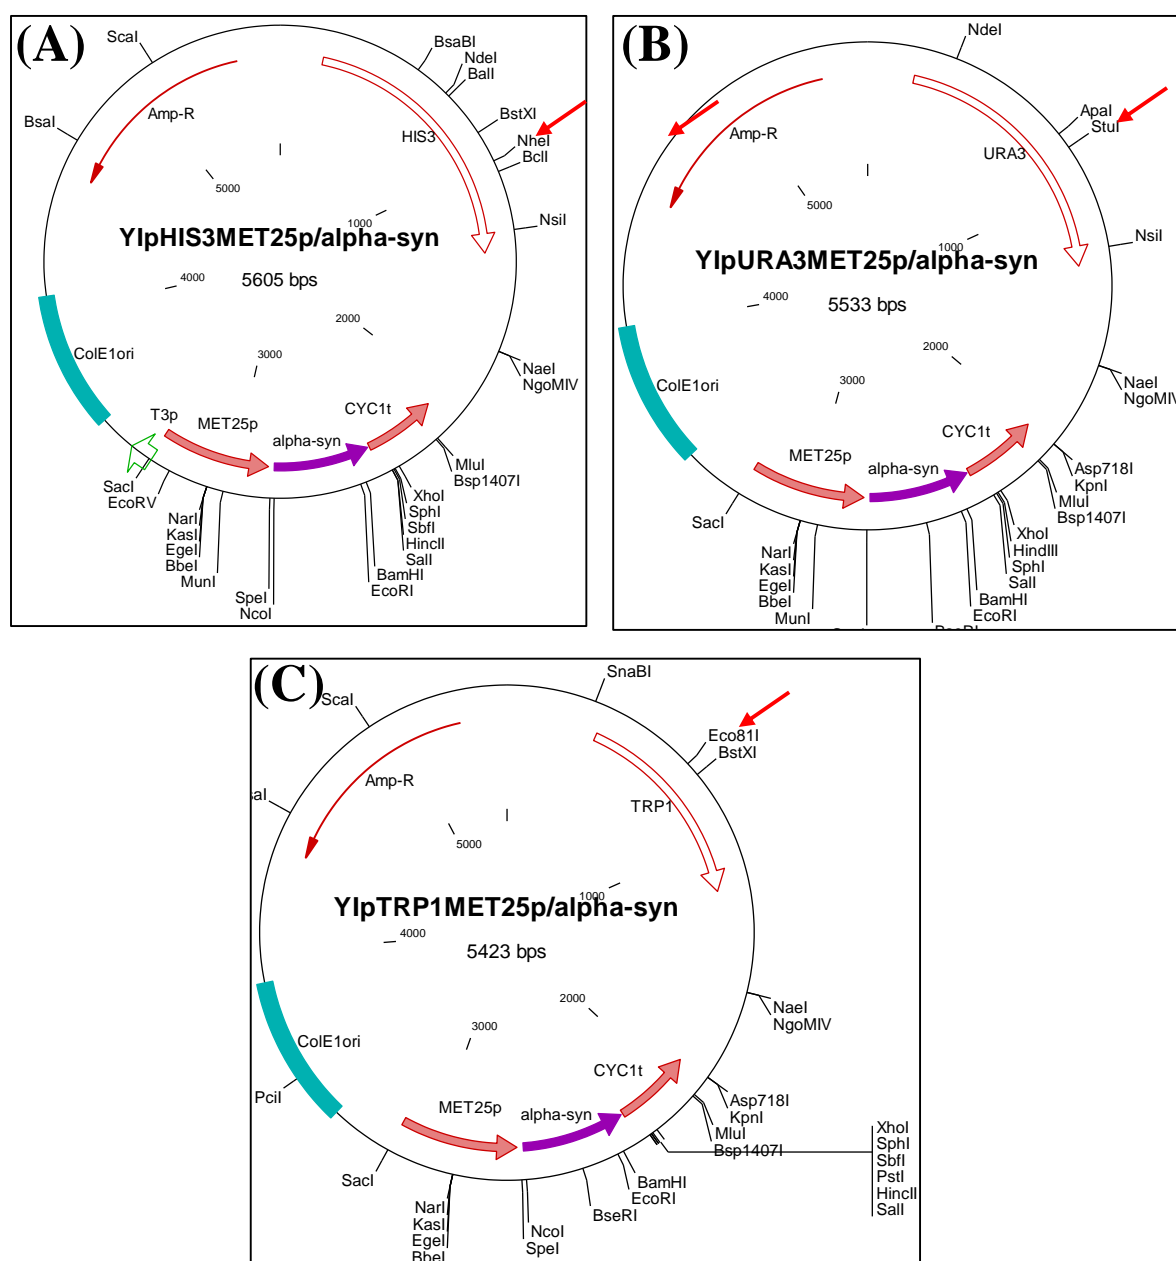 (A)
ScaI
BsaBI
NdeI
BalI
BsaI
Amp-R
HIS3
BstXI
NheI
BclI
5000
1000
NsiI
YIpHIS3MET25p/alpha-syn
5605 bps
4000
2000
3000
ColE1ori
NaeI
NgoMIV
T3p
MET25p
alpha-syn
CYC1t
SacI
EcoRV
MluI
Bsp1407I
XhoI
SphI
SbfI
HincII
SalI
NarI
KasI
EgeI
BbeI
MunI
BamHI
EcoRI
SpeI
NcoI
(B)
NdeI
ApaI
StuI
Amp-R
URA3
5000
1000
NsiI
YIpURA3MET25p/alpha-syn
5533 bps
4000
2000
3000
ColE1ori
NaeI
NgoMIV
CYC1t
MET25p
alpha-syn
Asp718I
KpnI
MluI
Bsp1407I
SacI
XhoI
HindIII
SphI
SalI
NarI
KasI
EgeI
BbeI
MunI
BamHI
EcoRI
(C)
ScaI
SnaBI
Eco81I
BstXI
saI
Amp-R
TRP1
5000
1000
YIpTRP1MET25p/alpha-syn
5423 bps
4000
2000
3000
NaeI
NgoMIV
ColE1ori
PciI
CYC1t
MET25p
alpha-syn
Asp718I
KpnI
MluI
Bsp1407I
XhoI
SphI
SbfI
PstI
HincII
SalI
SacI
BamHI
EcoRI
BseRI
NarI
KasI
EgeI
BbeI
NcoI
SpeI